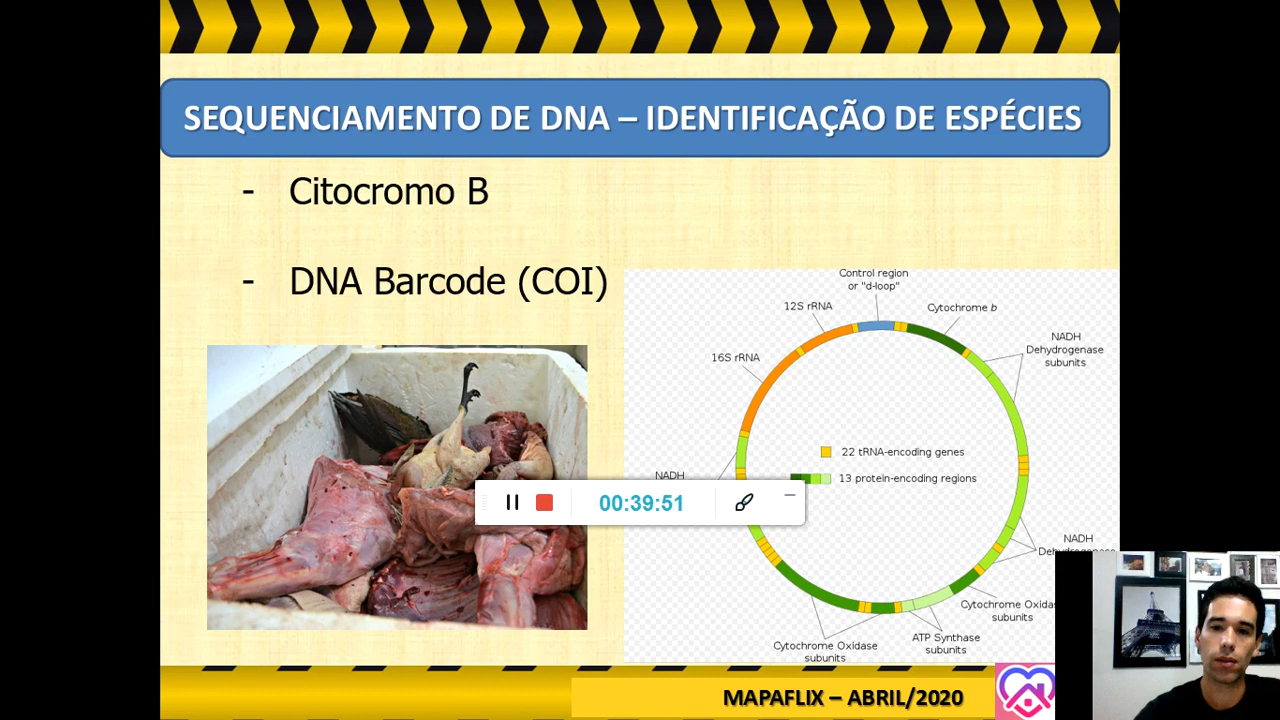 SEQUENCIAMENTO DE DNA – IDENTIFICAÇÃO DE ESPÉCIES
- Citocromo B
- DNA Barcode (COI)
Control region
or "d-loop"
12S rRNA
Cytochrome b
NADH
Dehydrogenase
subunits
16S rRNA
22 tRNA-encoding genes
NADH
13 protein-encoding regions
00:39:51
NADH
Cytochrome Oxidase
subunits
ATP Synthase
subunits
subunits
Cytochrome
MAPAFLIX – ABRIL/2020